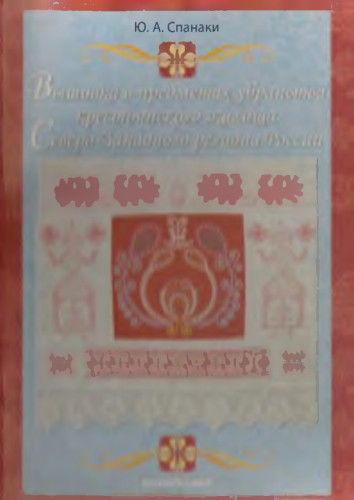 Ю. А. Спанаки
Вышивка в предметах убранства
крестьянского жилища
Северо-Западного региона России